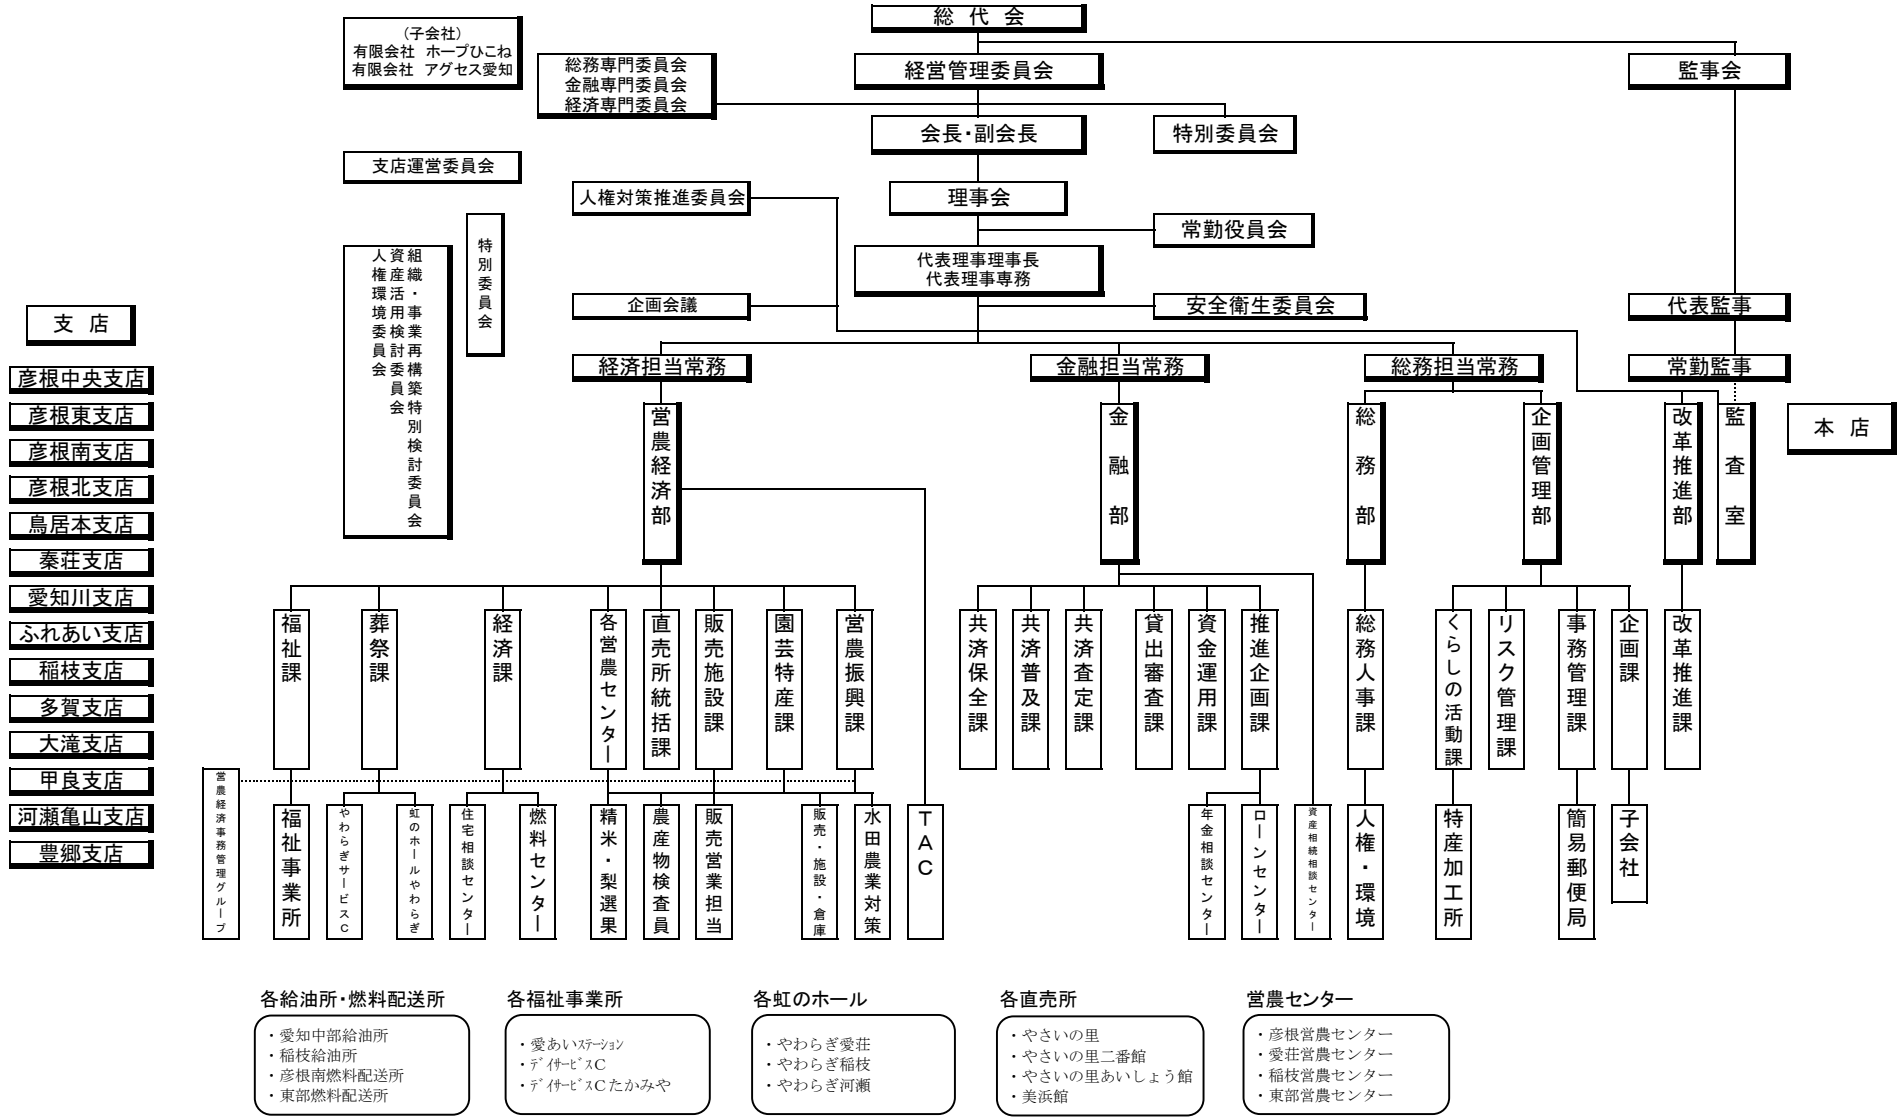 総 代 会
（子会社）
有限会社 ホープひこね
有限会社 アグセス愛知
総務専門委員会
金融専門委員会
経済専門委員会
経営管理委員会
監事会
会長・副会長
特別委員会
支店運営委員会
人権対策推進委員会
理事会
常勤役員会
特別委員会
組織・事業再構築特別検討委員会
資産活用検討委員会
人権環境委員会
代表理事理事長
代表理事専務
企画会議
安全衛生委員会
代表監事
支 店
経済担当常務
金融担当常務
総務担当常務
常勤監事
彦根中央支店
彦根東支店
彦根南支店
彦根北支店
鳥居本支店
秦荘支店
愛知川支店
ふれあい支店
稲枝支店
多賀支店
大滝支店
甲良支店
河瀬亀山支店
豊郷支店
営農経済部
金融部
総務部
企画管理部
改革推進部
監査室
本 店
福祉課
葬祭課
経済課
各営農センター
直売所統括課
販売施設課
園芸特産課
営農振興課
共済保全課
共済普及課
共済査定課
貸出審査課
資金運用課
推進企画課
総務人事課
くらしの活動課
リスク管理課
事務管理課
企画課
改革推進課
営農経済事務管理グループ
福祉事業所
やわらぎサービスC
虹のホールやわらぎ
住宅相談センター
燃料センター
精米・梨選果
農産物検査員
販売営業担当
販売・施設・倉庫
水田農業対策
TAC
年金相談センター
ローンセンター
資産相続相談センター
人権・環境
特産加工所
簡易郵便局
子会社
各給油所・燃料配送所
・愛知中部給油所
・稲枝給油所
・彦根南燃料配送所
・東部燃料配送所
各福祉事業所
・愛あいｽﾃｰｼｮﾝ
・ﾃﾞｲｻｰﾋﾞｽC
・ﾃﾞｲｻｰﾋﾞｽCたかみや
各虹のホール
・やわらぎ愛荘
・やわらぎ稲枝
・やわらぎ河瀬
各直売所
・やさいの里
・やさいの里二番館
・やさいの里あいしょう館
・美浜館
営農センター
・彦根営農センター
・愛荘営農センター
・稲枝営農センター
・東部営農センター